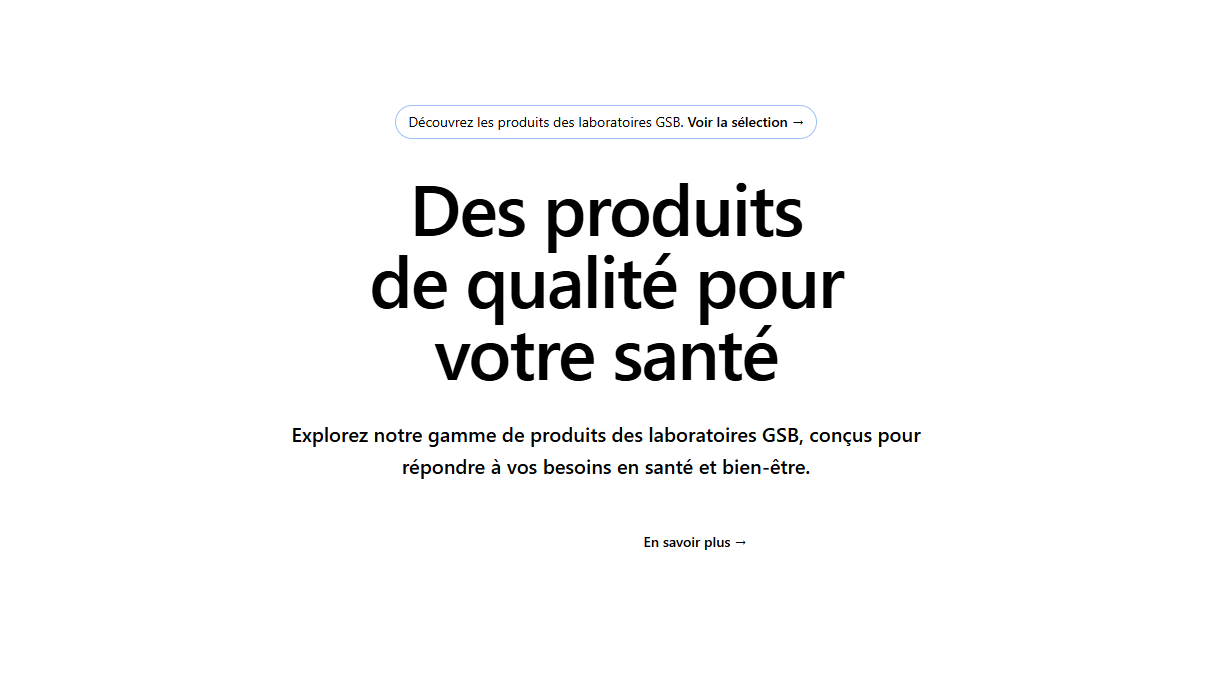 Découvrez les produits des laboratoires GSB. Voir la sélection →
Des produits
de qualité pour
votre santé
Explorez notre gamme de produits des laboratoires GSB, conçus pour
répondre à vos besoins en santé et bien-être.
En savoir plus →